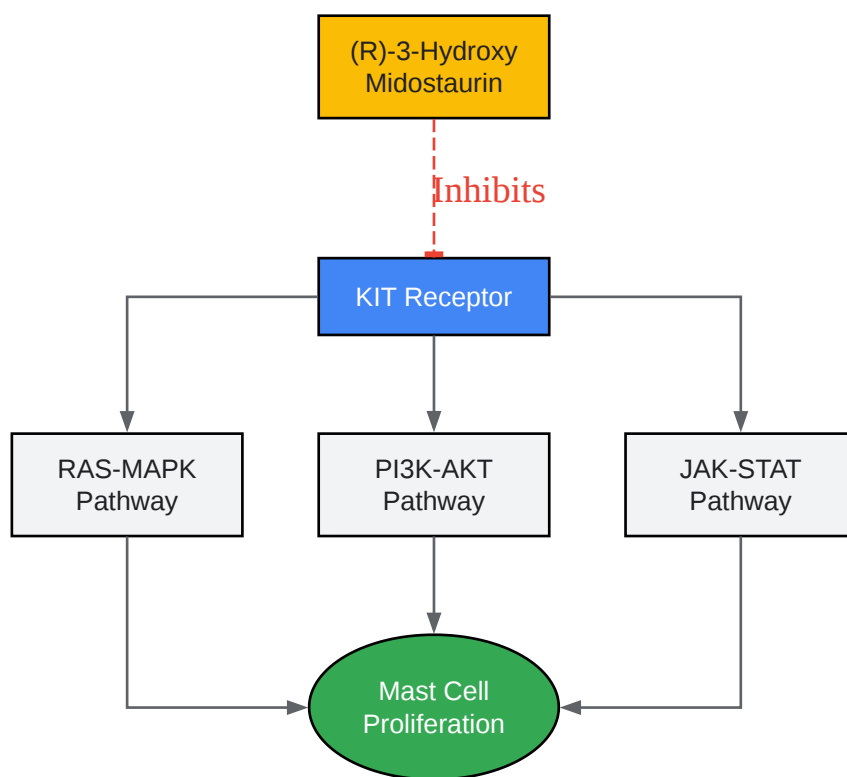 (R)-3-Hydroxy
Midostaurin
Inhibits
KIT Receptor
RAS-MAPK
Pathway
PI3K-AKT
Pathway
JAK-STAT
Pathway
Mast Cell
Proliferation